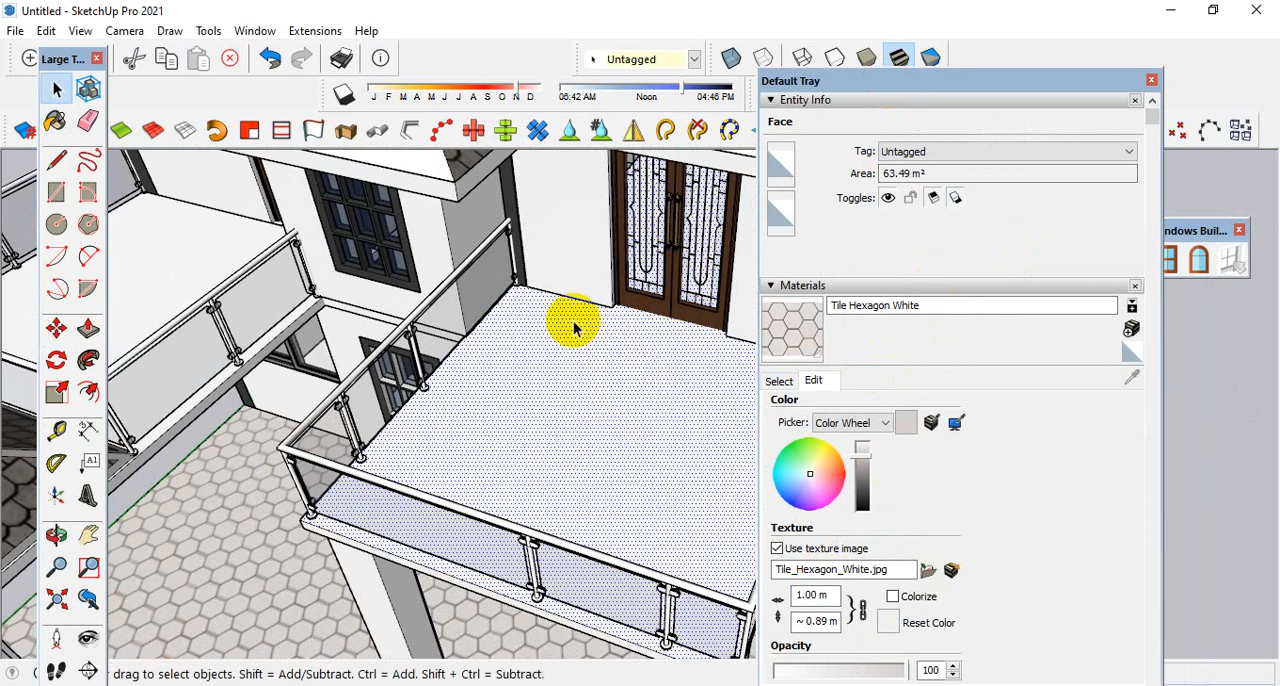 Untitled - SketchUp Pro 2021
File Edit View Camera Draw Tools Window Extensions Help
Large T...
Untagged
J F M A M J J A S O N D
06:42 AM Noon 04:46 PM
Default Tray
Entity Info
Face
Tag: Untagged
Area: 63.49 m²
Toggles:
ndows Buil...
Materials
Tile Hexagon White
Select Edit
Color
Picker: Color Wheel
Texture
Use texture image
Tile_Hexagon_White.jpg
1.00 m
Colorize
~ 0.89 m
Reset Color
Opacity
100
A1
drag to select objects. Shift = Add/Subtract. Ctrl = Add. Shift + Ctrl = Subtract.